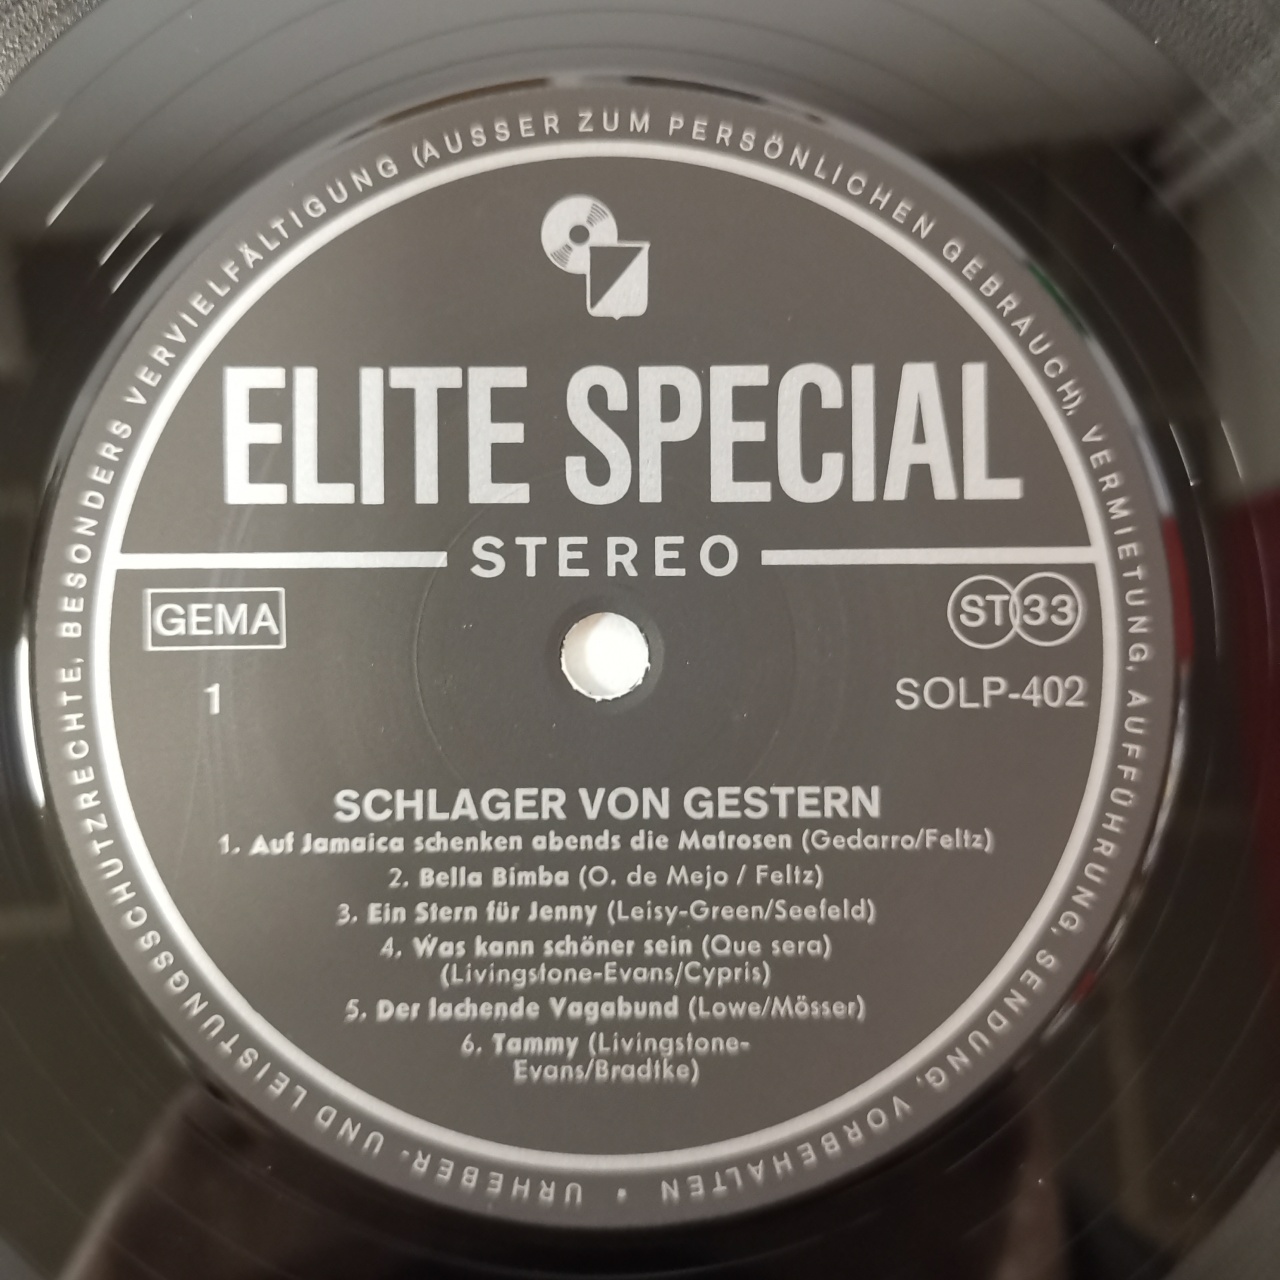 URHEBER- UND LEISTUNGSSCHUTZRECHTE, BESONDERS VERVIELFÄLTIGUNG (AUSSER ZUM PERSÖNLICHEN GEBRAUCH), VERMIETUNG, AUFFÜHRUNG, SENDUNG, VORBEHALTEN •
ELITE SPECIAL
STEREO
GEMA
ST 33
1
SOLP-402
SCHLAGER VON GESTERN
1. Auf Jamaica schenken abends die Matrosen (Gedarro/Feltz)
2. Bella Bimba (O. de Mejo / Feltz)
3. Ein Stern für Jenny (Leisy-Green/Seefeld)
4. Was kann schöner sein (Que sera)
(Livingstone-Evans/Cypris)
5. Der lachende Vagabund (Lowe/Mösser)
6. Tammy (Livingstone-
Evans/Bradtke)